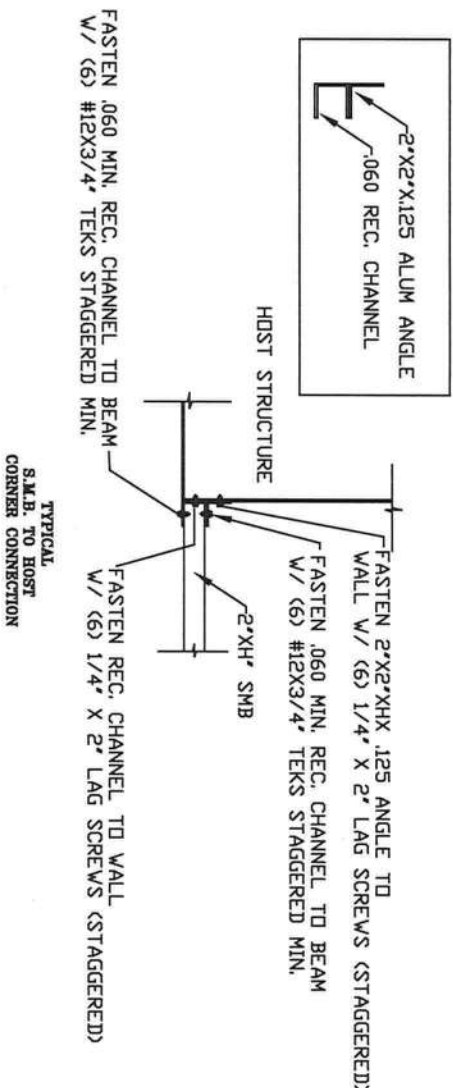 2"X2"X.125 ALUM ANGLE
.060 REC. CHANNEL
HOST STRUCTURE
FASTEN 2"X2"XHX .125 ANGLE TO
WALL W/ (6) 1/4" X 2" LAG SCREWS (STAGGERED)
FASTEN .060 MIN. REC. CHANNEL TO BEAM
W/ (6) #12X3/4" TEKS STAGGERED MIN.
2"XH" SMB
FASTEN .060 MIN. REC. CHANNEL TO BEAM
W/ (6) #12X3/4" TEKS STAGGERED MIN.
FASTEN REC. CHANNEL TO WALL
W/ (6) 1/4" X 2" LAG SCREWS (STAGGERED)
TYPICAL
S.M.B. TO HOST
CORNER CONNECTION